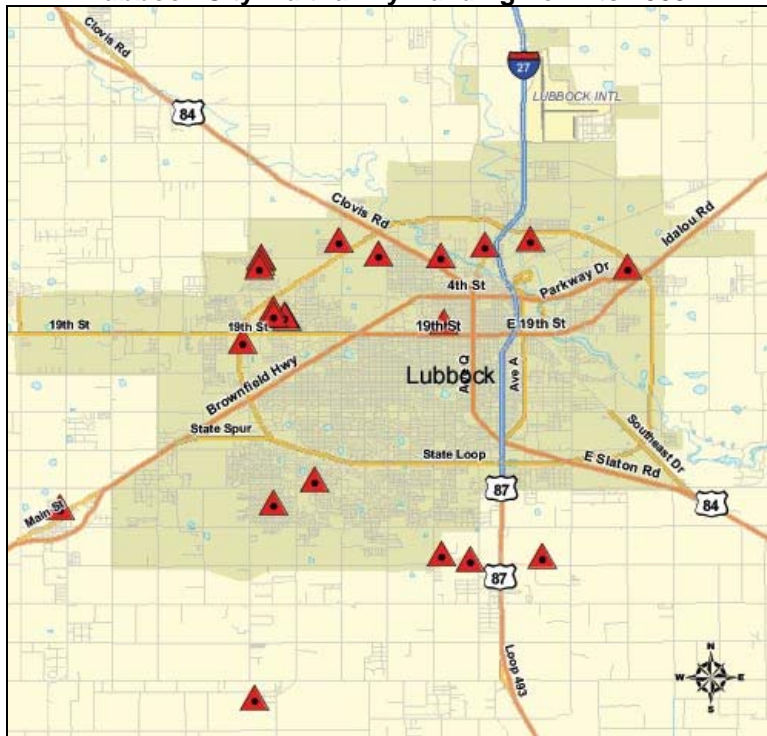 Clovis Rd
27
LUBBOCK INTL
84
Clovis Rd
Idalou Rd
Parkway Dr
4th St
19th St
19th St
19th St
E 19th St
Brownfield Hwy
Lubbock
Ave A
State Spur
State Loop
Southeast Dr
E Slaton Rd
87
84
Main St
87
Loop 493
N
W
E
S